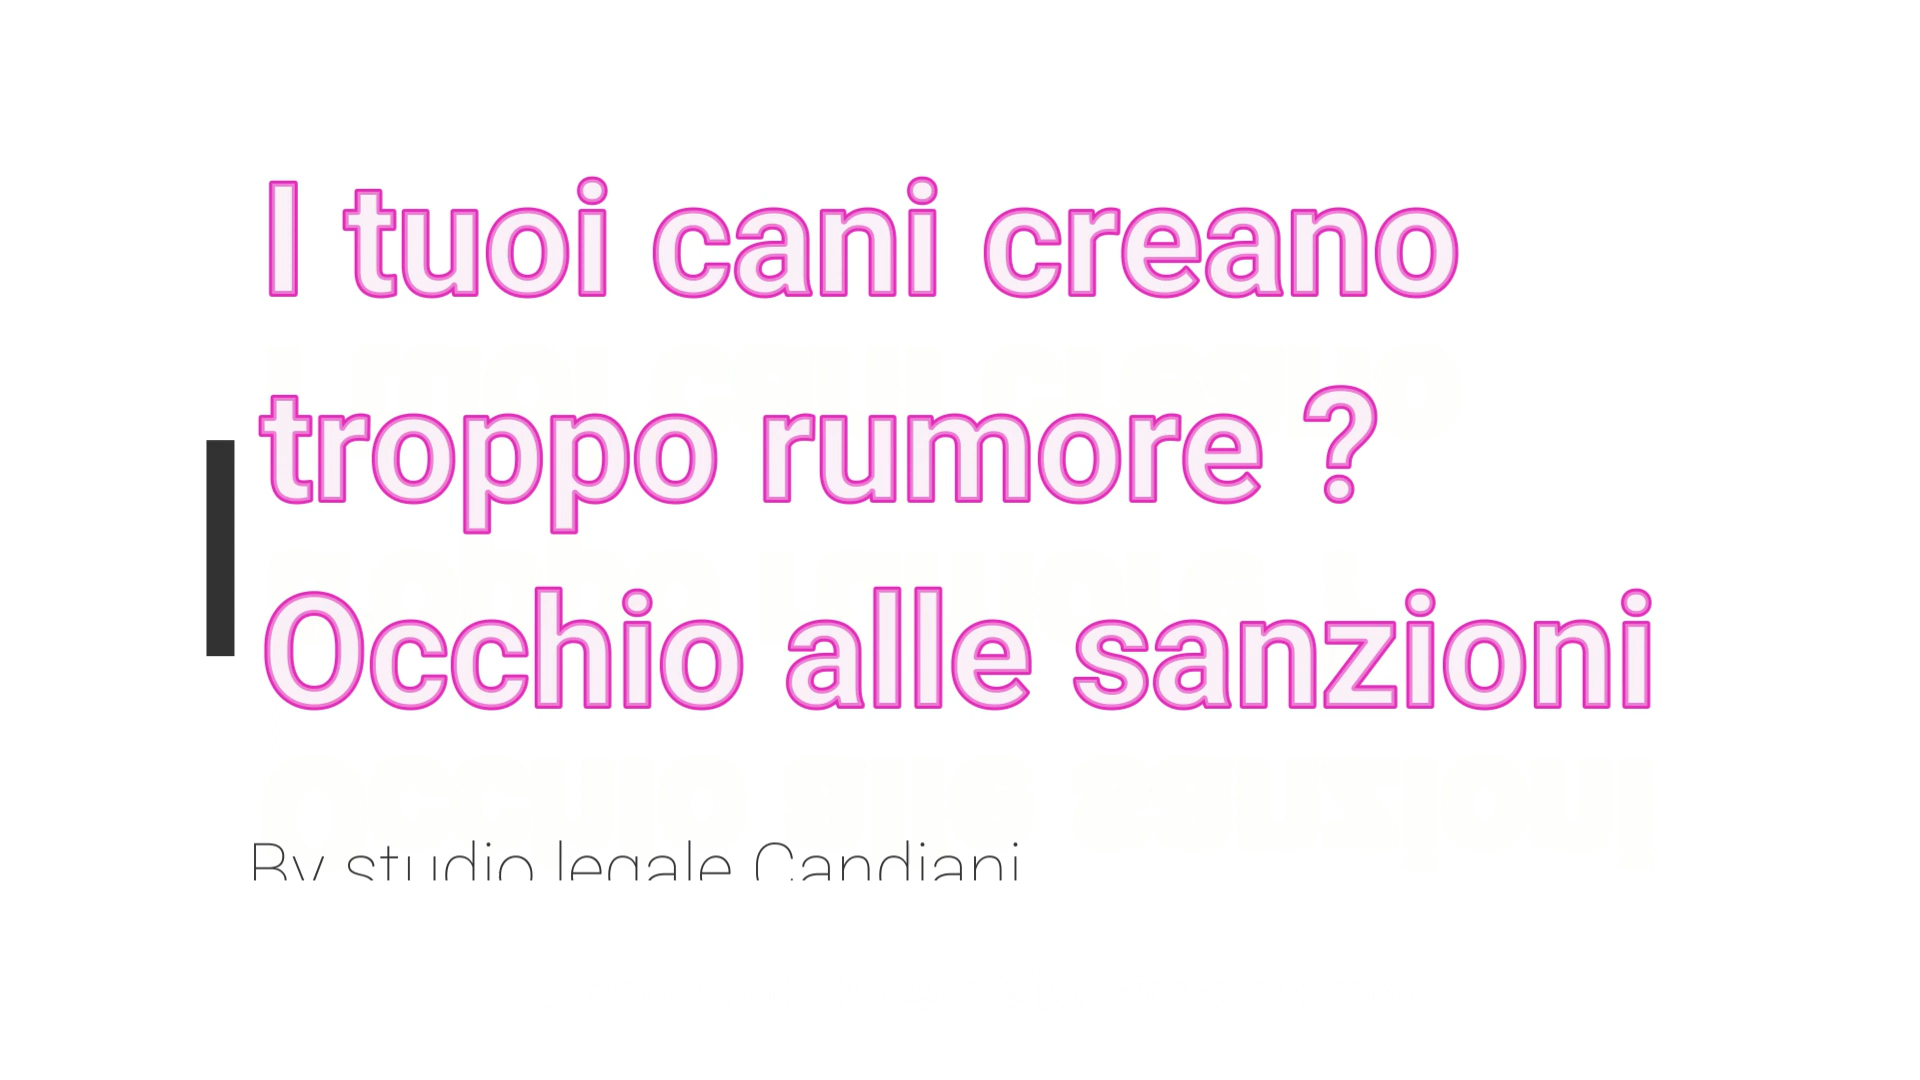 I tuoi cani creano
troppo rumore ?
Occhio alle sanzioni
By studio legale Candiani